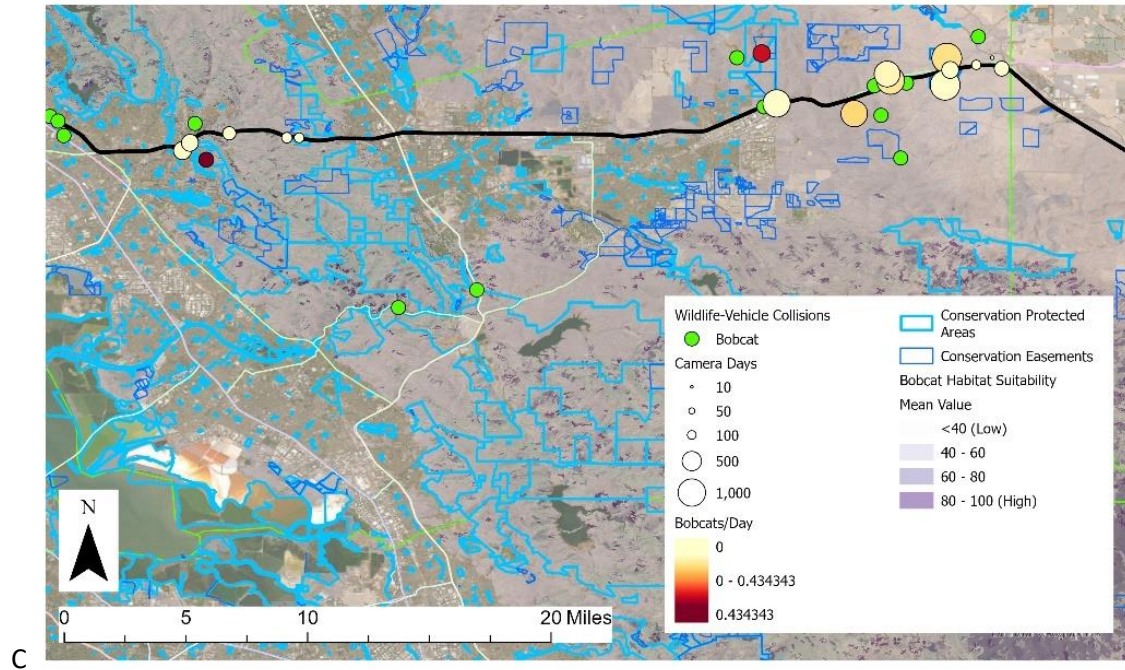 Wildlife-Vehicle Collisions
Bobcat
Camera Days
10
50
100
500
1,000
Bobcats/Day
0
0 - 0.434343
0.434343
Conservation Protected
Areas
Conservation Easements
Bobcat Habitat Suitability
Mean Value
<40 (Low)
40 - 60
60 - 80
80 - 100 (High)
N
0 5 10 20 Miles
C